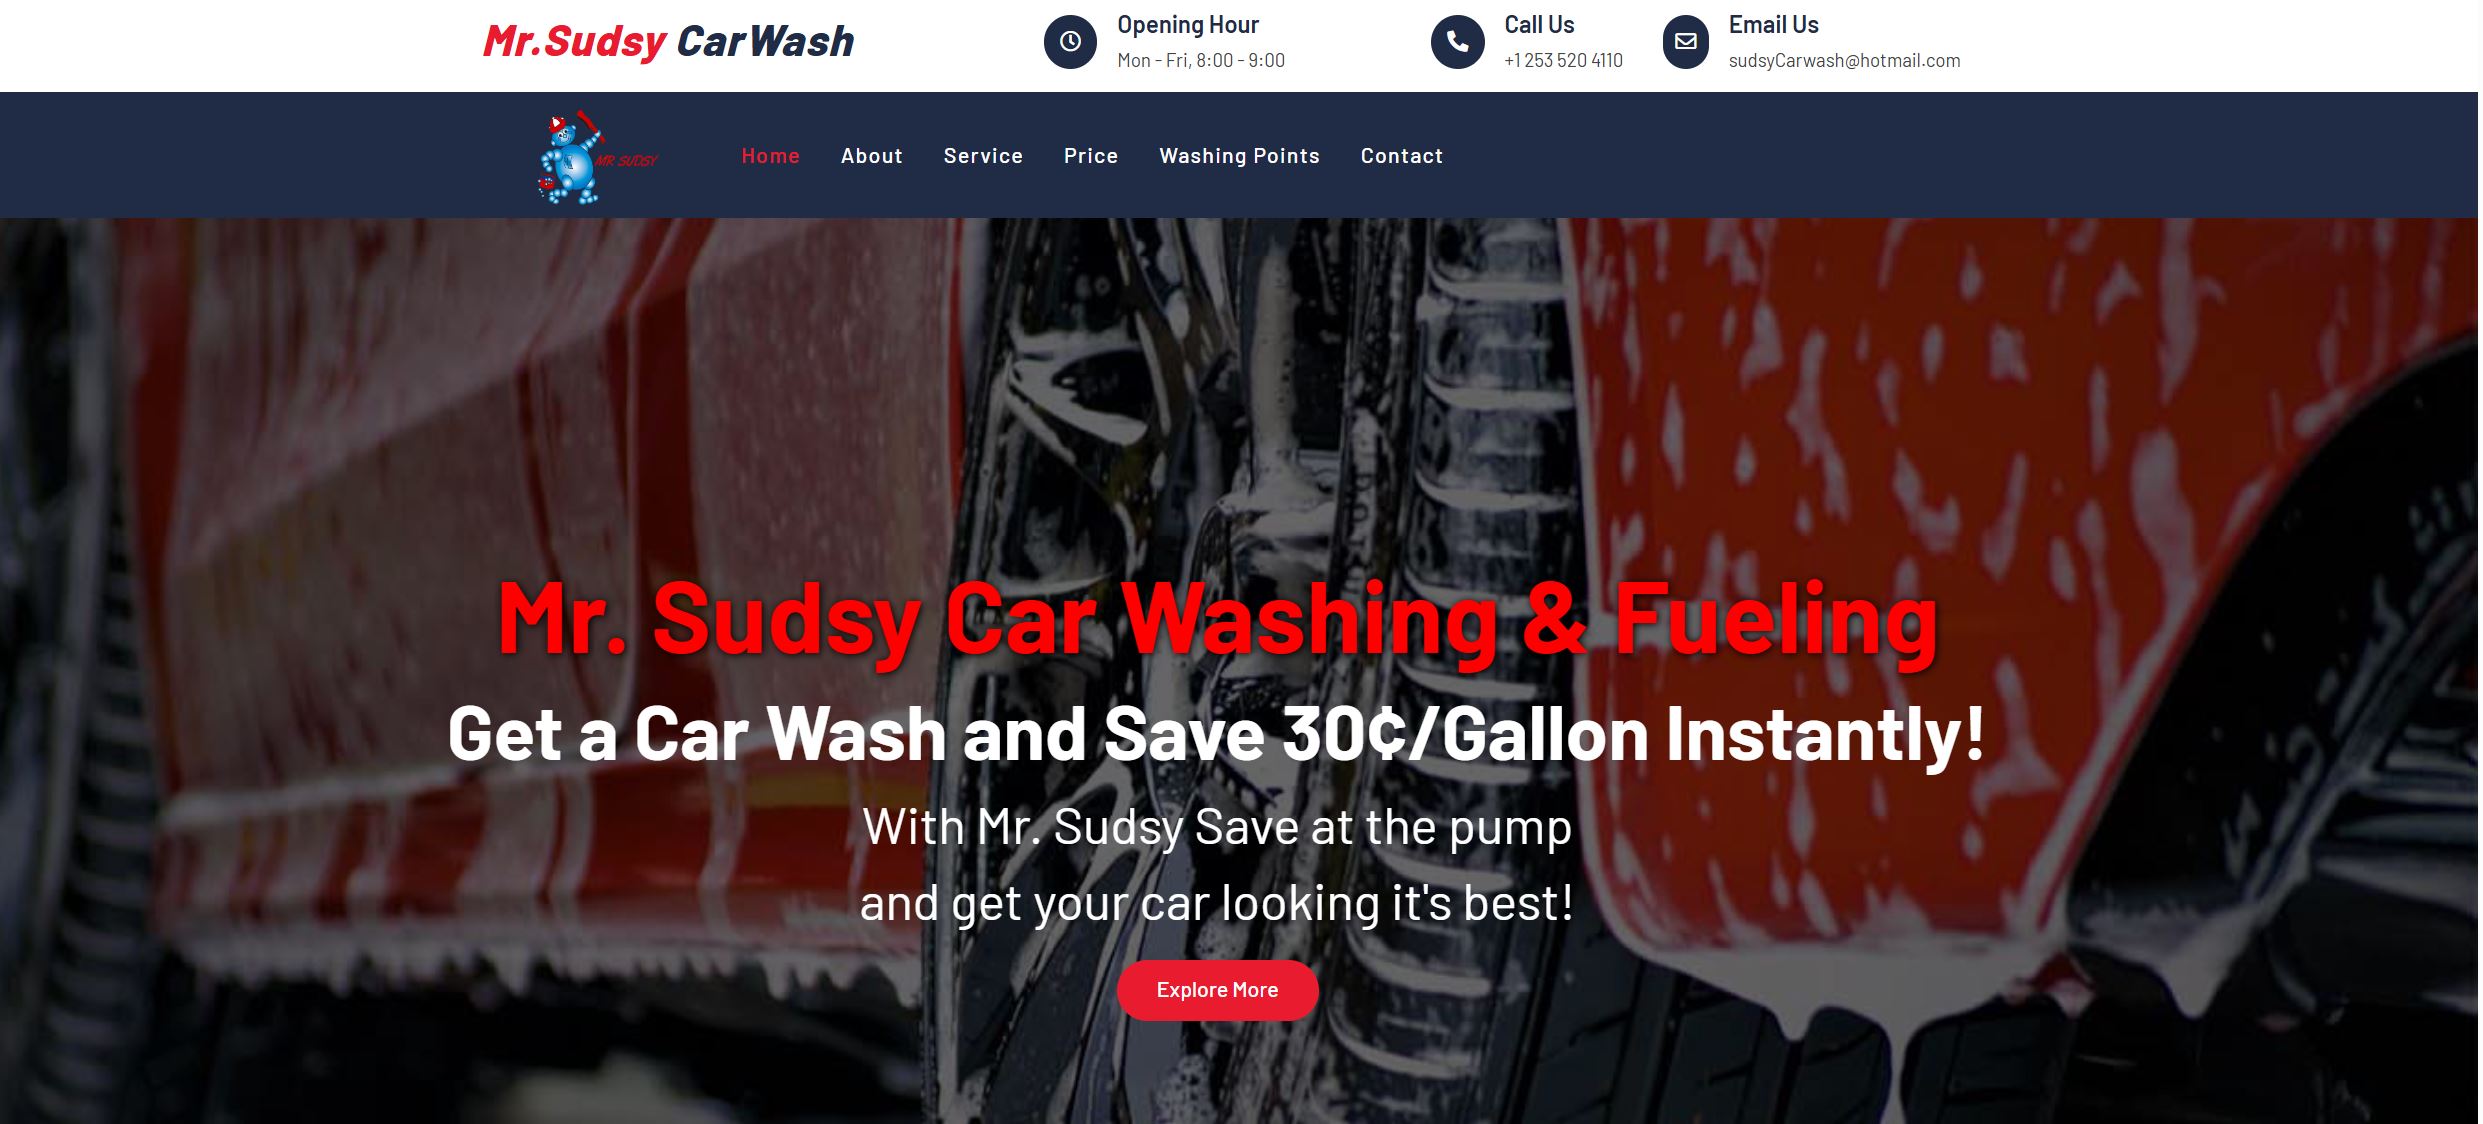 Mr.Sudsy CarWash
Opening Hour
Mon - Fri, 8:00 - 9:00
Call Us
+1 253 520 4110
Email Us
sudsyCarwash@hotmail.com
MR SUDSY
Home About Service Price Washing Points Contact
Mr. Sudsy Car Washing & Fueling
Get a Car Wash and Save 30¢/Gallon Instantly!
With Mr. Sudsy Save at the pump
and get your car looking it's best!
Explore More